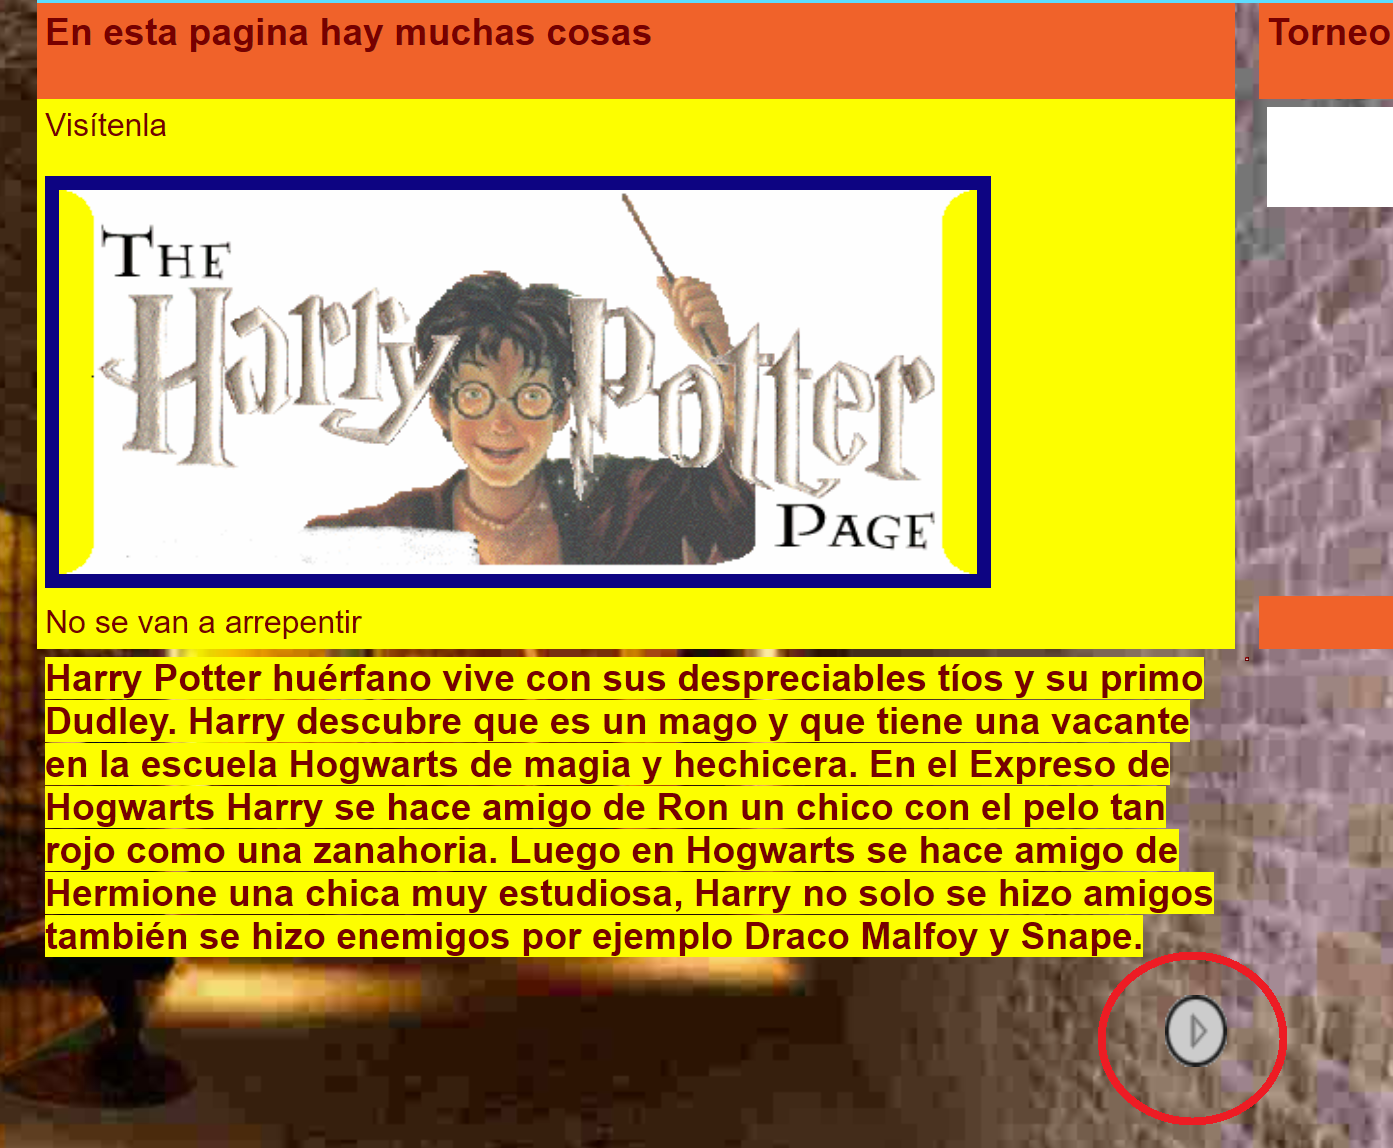 En esta pagina hay muchas cosas
Torneo
Visítenla
THE
Harry Potter
PAGE
No se van a arrepentir
Harry Potter huérfano vive con sus despreciables tíos y su primo
Dudley. Harry descubre que es un mago y que tiene una vacante
en la escuela Hogwarts de magia y hechicera. En el Expreso de
Hogwarts Harry se hace amigo de Ron un chico con el pelo tan
rojo como una zanahoria. Luego en Hogwarts se hace amigo de
Hermione una chica muy estudiosa, Harry no solo se hizo amigos
también se hizo enemigos por ejemplo Draco Malfoy y Snape.